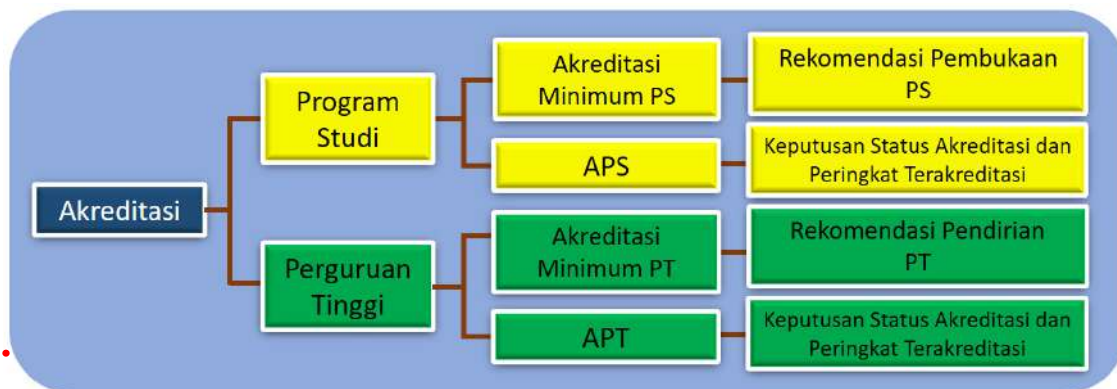 Akreditasi
Program
Studi
Akreditasi
Minimum PS
Rekomendasi Pembukaan
PS
APS
Keputusan Status Akreditasi dan
Peringkat Terakreditasi
Perguruan
Tinggi
Akreditasi
Minimum PT
Rekomendasi Pendirian
PT
APT
Keputusan Status Akreditasi dan
Peringkat Terakreditasi